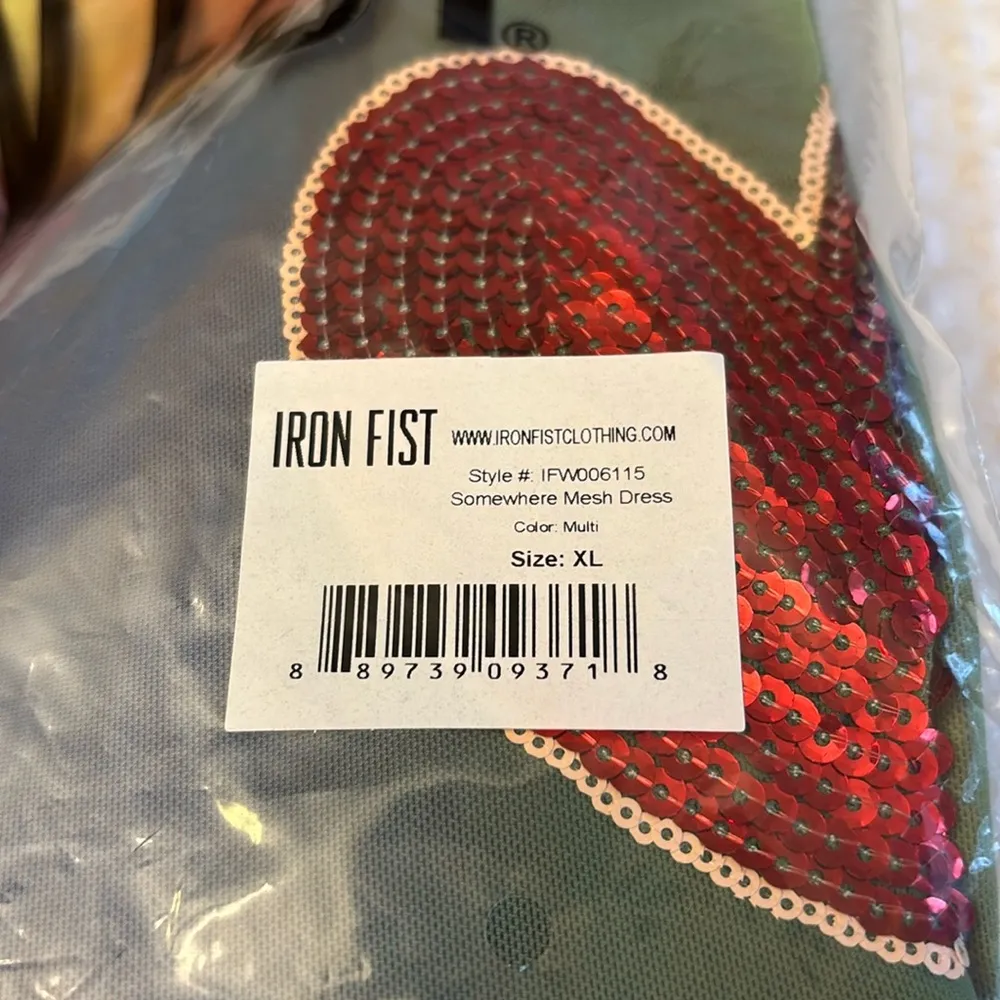 ®
IRON FIST WWW.IRONFISTCLOTHING.COM
Style #: IFW006115
Somewhere Mesh Dress
Color: Multi
Size: XL
8 89739 09371 8